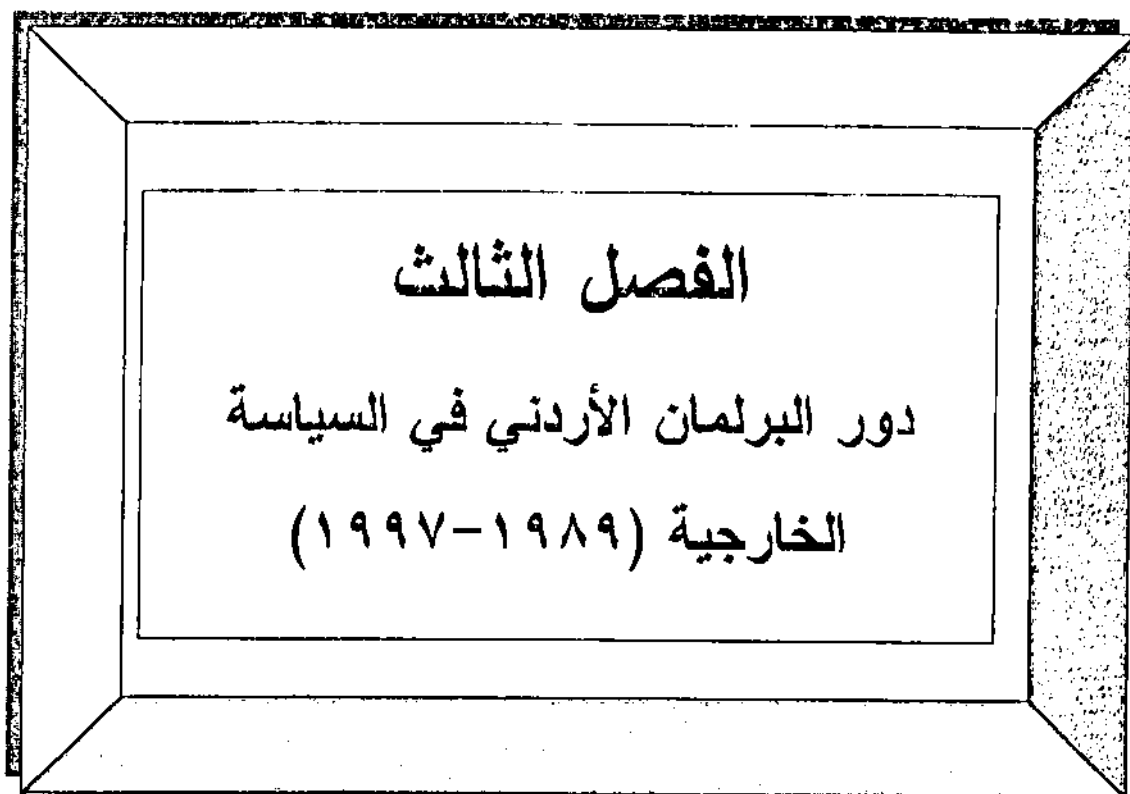 الفصل الثالث
دور البرلمان الأردني في السياسة
الخارجية (١٩٨٩-١٩٩٧)